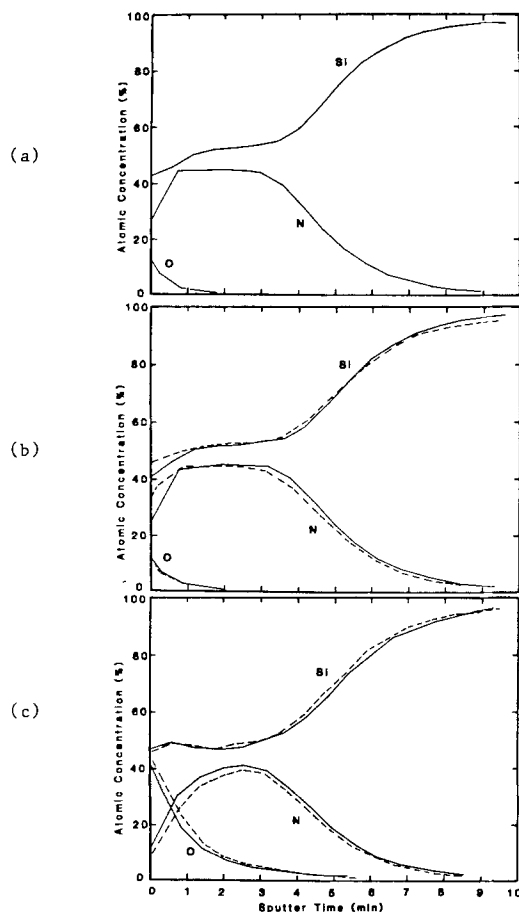 (a)
Atomic Concentration (%)
100
80
60
40
20
0
Si
N
O
(b)
Atomic Concentration (%)
100
80
60
40
20
0
Si
N
O
(c)
Atomic Concentration (%)
100
80
60
40
20
0
Si
N
O
0 1 2 3 4 5 6 7 8 9 10
Sputter Time (min)